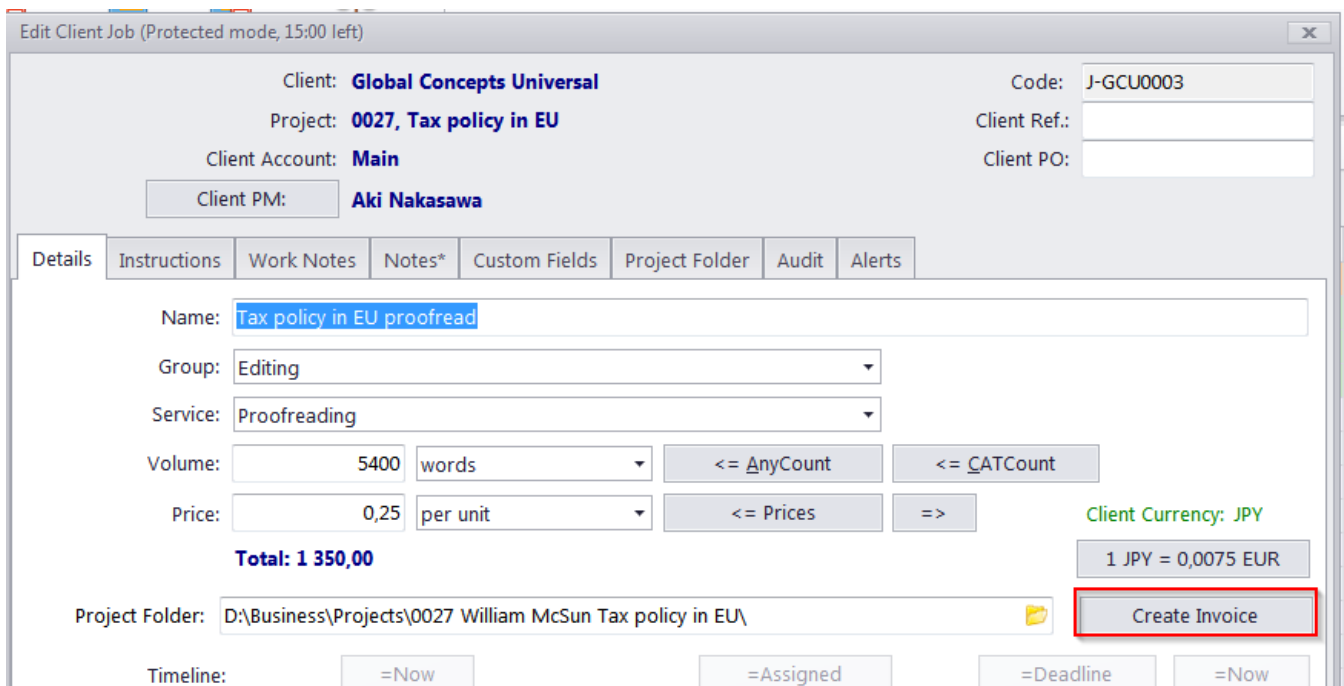 Edit Client Job (Protected mode, 15:00 left)
Client: Global Concepts Universal Code: J-GCU0003
Project: 0027, Tax policy in EU Client Ref.:
Client Account: Main Client PO:
Client PM: Aki Nakasawa
Details Instructions Work Notes Notes* Custom Fields Project Folder Audit Alerts
Name: Tax policy in EU proofread
Group: Editing
Service: Proofreading
Volume: 5400 words <= AnyCount <= CATCount
Price: 0,25 per unit <= Prices => Client Currency: JPY
Total: 1 350,00 1 JPY = 0,0075 EUR
Project Folder: D:\Business\Projects\0027 William McSun Tax policy in EU\ Create Invoice
Timeline: =Now =Assigned =Deadline =Now